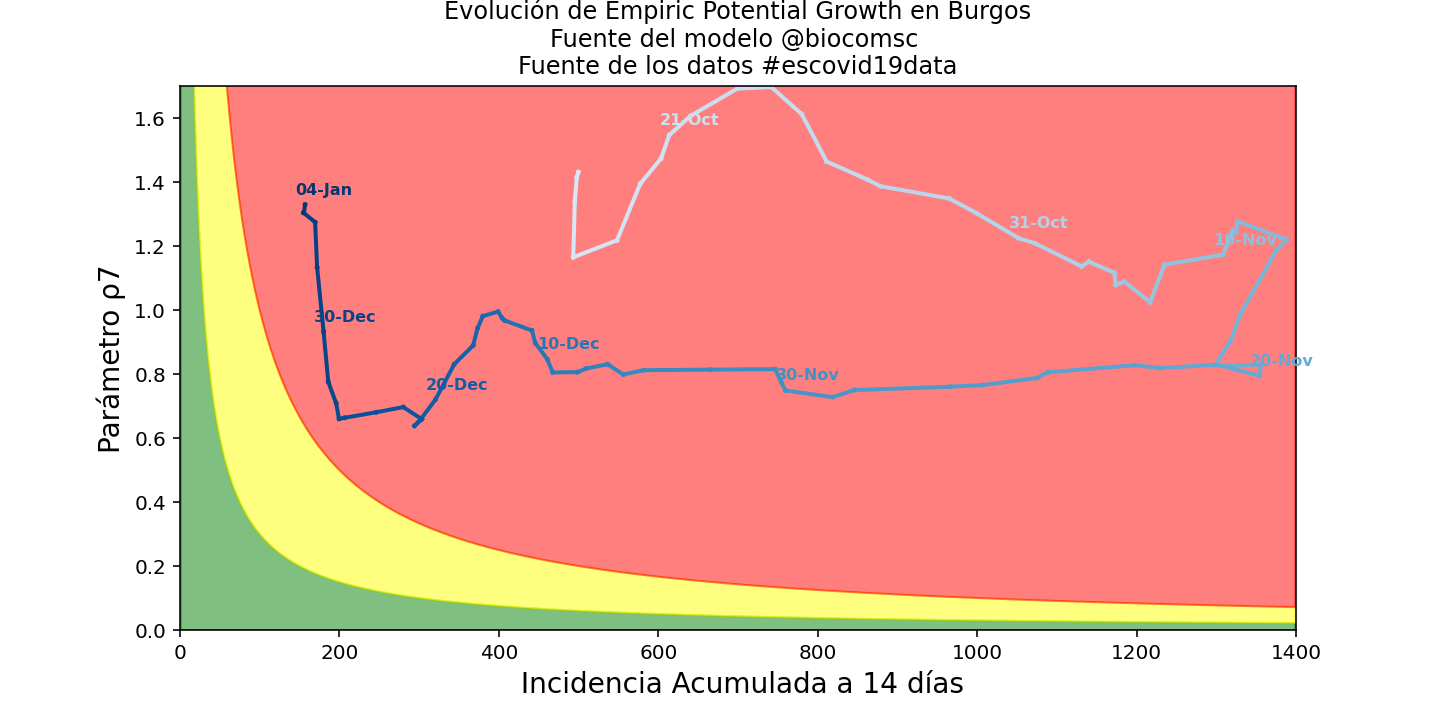 Evolución de Empiric Potential Growth en Burgos
Fuente del modelo @biocomsc
Fuente de los datos #escovid19data
Parámetro ρ7
1.6
1.4
1.2
1.0
0.8
0.6
0.4
0.2
0.0
21-Oct
04-Jan
31-Oct
10-Nov
30-Dec
10-Dec
20-Nov
30-Nov
20-Dec
0
200
400
600
800
1000
1200
1400
Incidencia Acumulada a 14 días